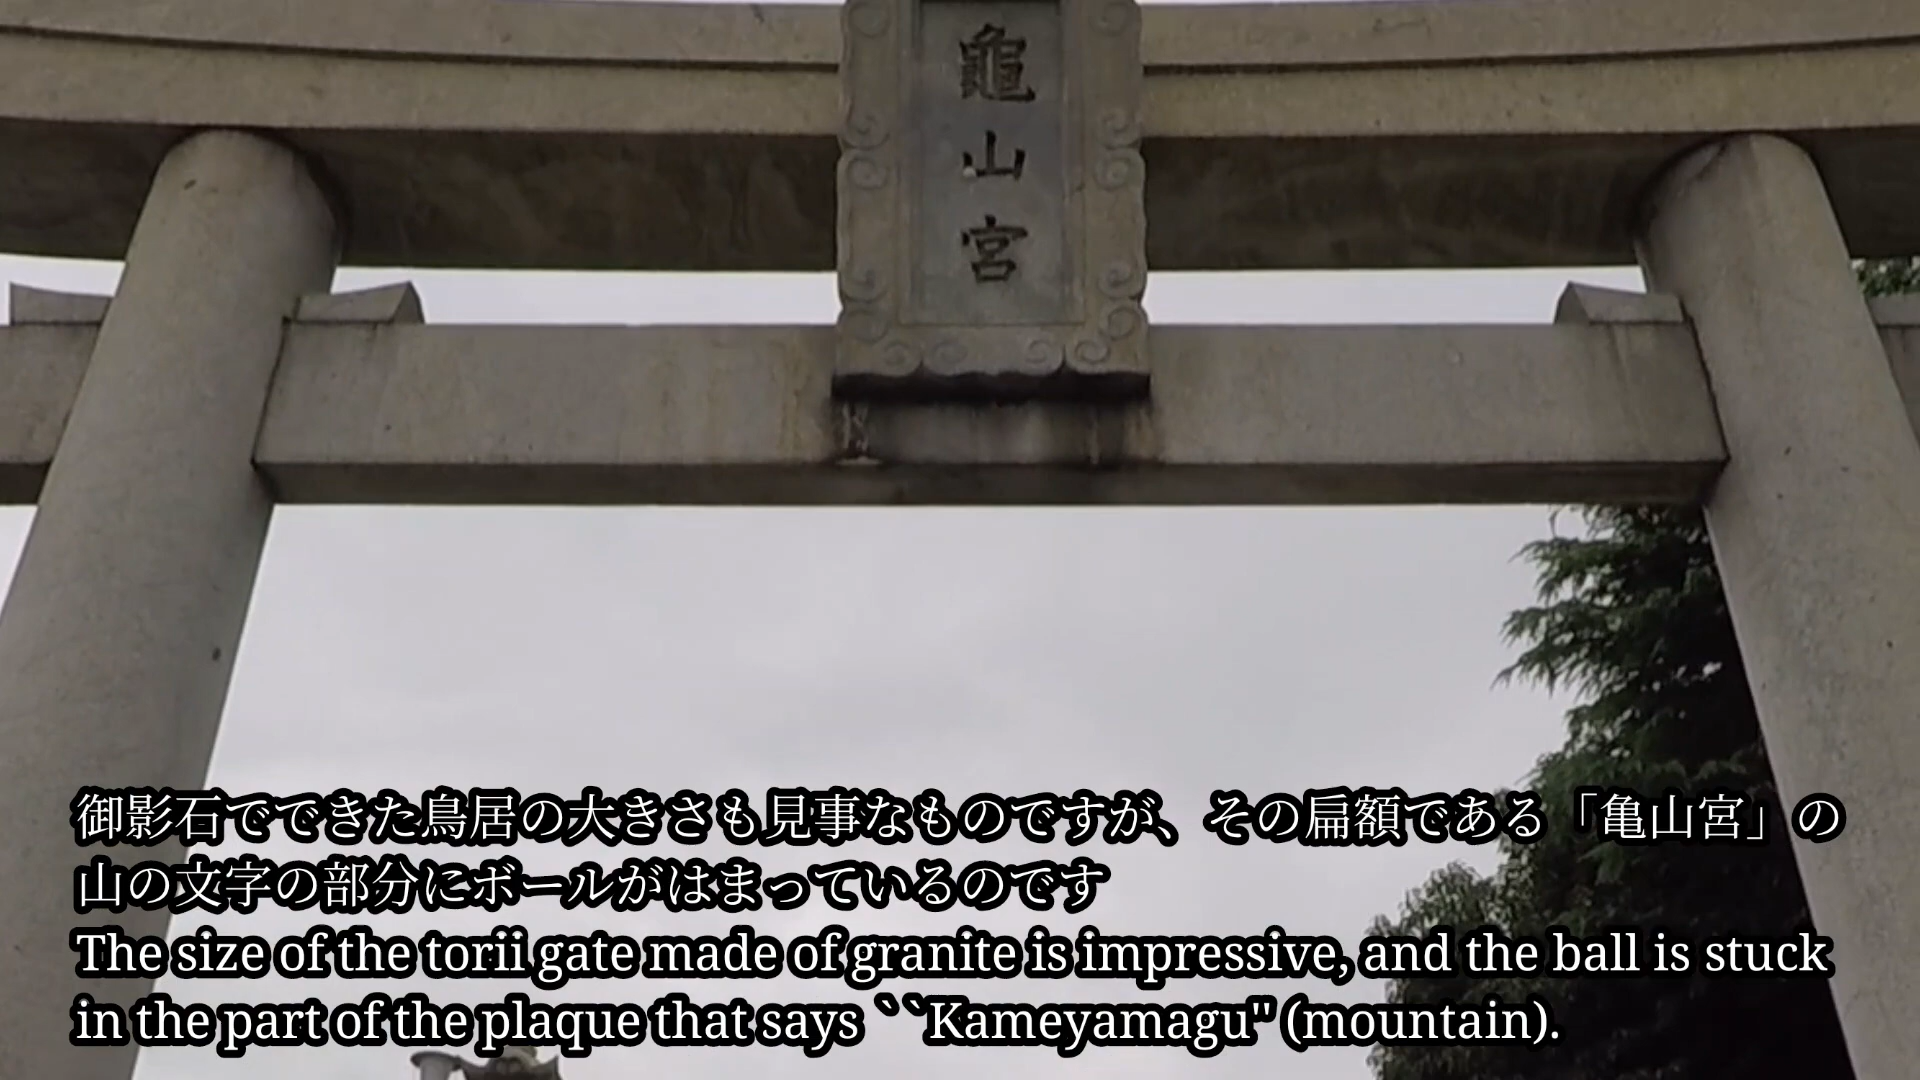 龜山宮
御影石でできた鳥居の大きさも見事なものですが、その扁額である「亀山宮」の
山の文字の部分にボールがはまっているのです
The size of the torii gate made of granite is impressive, and the ball is stuck
in the part of the plaque that says ``Kameyamagu" (mountain).